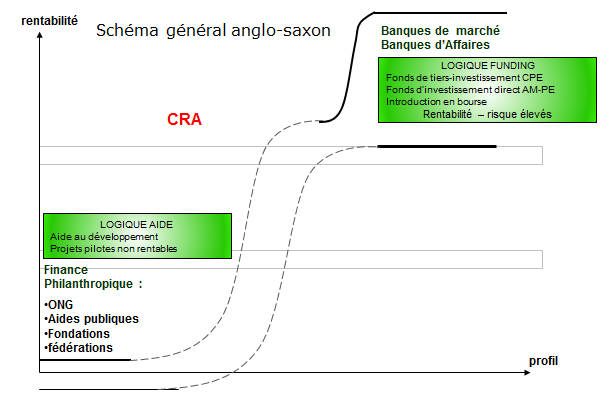 rentabilité
Schéma général anglo-saxon
Banques de marché
Banques d'Affaires
LOGIQUE FUNDING
Fonds de tiers-investissement CPE
Fonds d'investissement direct AM-PE
Introduction en bourse
Rentabilité – risque élevés
CRA
LOGIQUE AIDE
Aide au développement
Projets pilotes non rentables
Finance
Philanthropique :
•ONG
•Aides publiques
•Fondations
•fédérations
profil